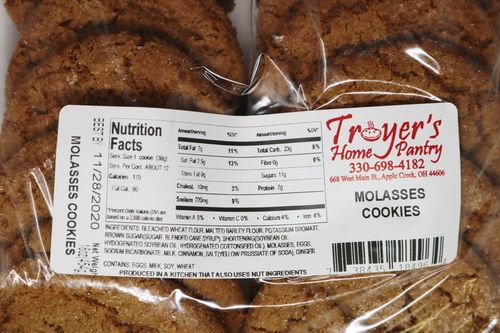 Nutrition
Facts
Serv. Size 1 cookie (38g)
Serv. Per Cont. ABOUT 12
Calories 170
Fat Cal. 60
*Percent Daily Values (DV) are
based on a 2,000 calorie diet.
Amount/serving %DV*
Total Fat 7g 11%
Sat. Fat 2.5g 13%
Trans Fat 0g
Cholest. 10mg 3%
Sodium 220mg 9%
Amount/serving %DV*
Total Carb. 23g 8%
Fiber 0g 0%
Sugars 11g
Protein 2g
Vitamin A 0% • Vitamin C 0% • Calcium 4% • Iron 4%
INGREDIENTS: BLEACHED WHEAT FLOUR, MALTED BARLEY FLOUR, POTASSIUM BROMATE,
BROWN SUGAR(SUGAR, BLENDED CANE SYRUP), SHORTENING(SOYBEAN OIL,
HYDROGENATED SOYBEAN OIL, HYDROGENATED COTTONSEED OIL), MOLASSES, EGGS,
SODIUM BICARBONATE, MILK, CINNAMON, SALT(YELLOW PRUSSIATE OF SODA), GINGER
CONTAINS: EGGS, MILK, SOY, WHEAT
PRODUCED IN A KITCHEN THAT ALSO USES NUT INGREDIENTS
MOLASSES COOKIES
BEST BY 11/28/2020
Net Weight
Troyer's
Home Pantry
330-698-4182
668 West Main St., Apple Creek, OH 44606
MOLASSES
COOKIES
7 38435 18496